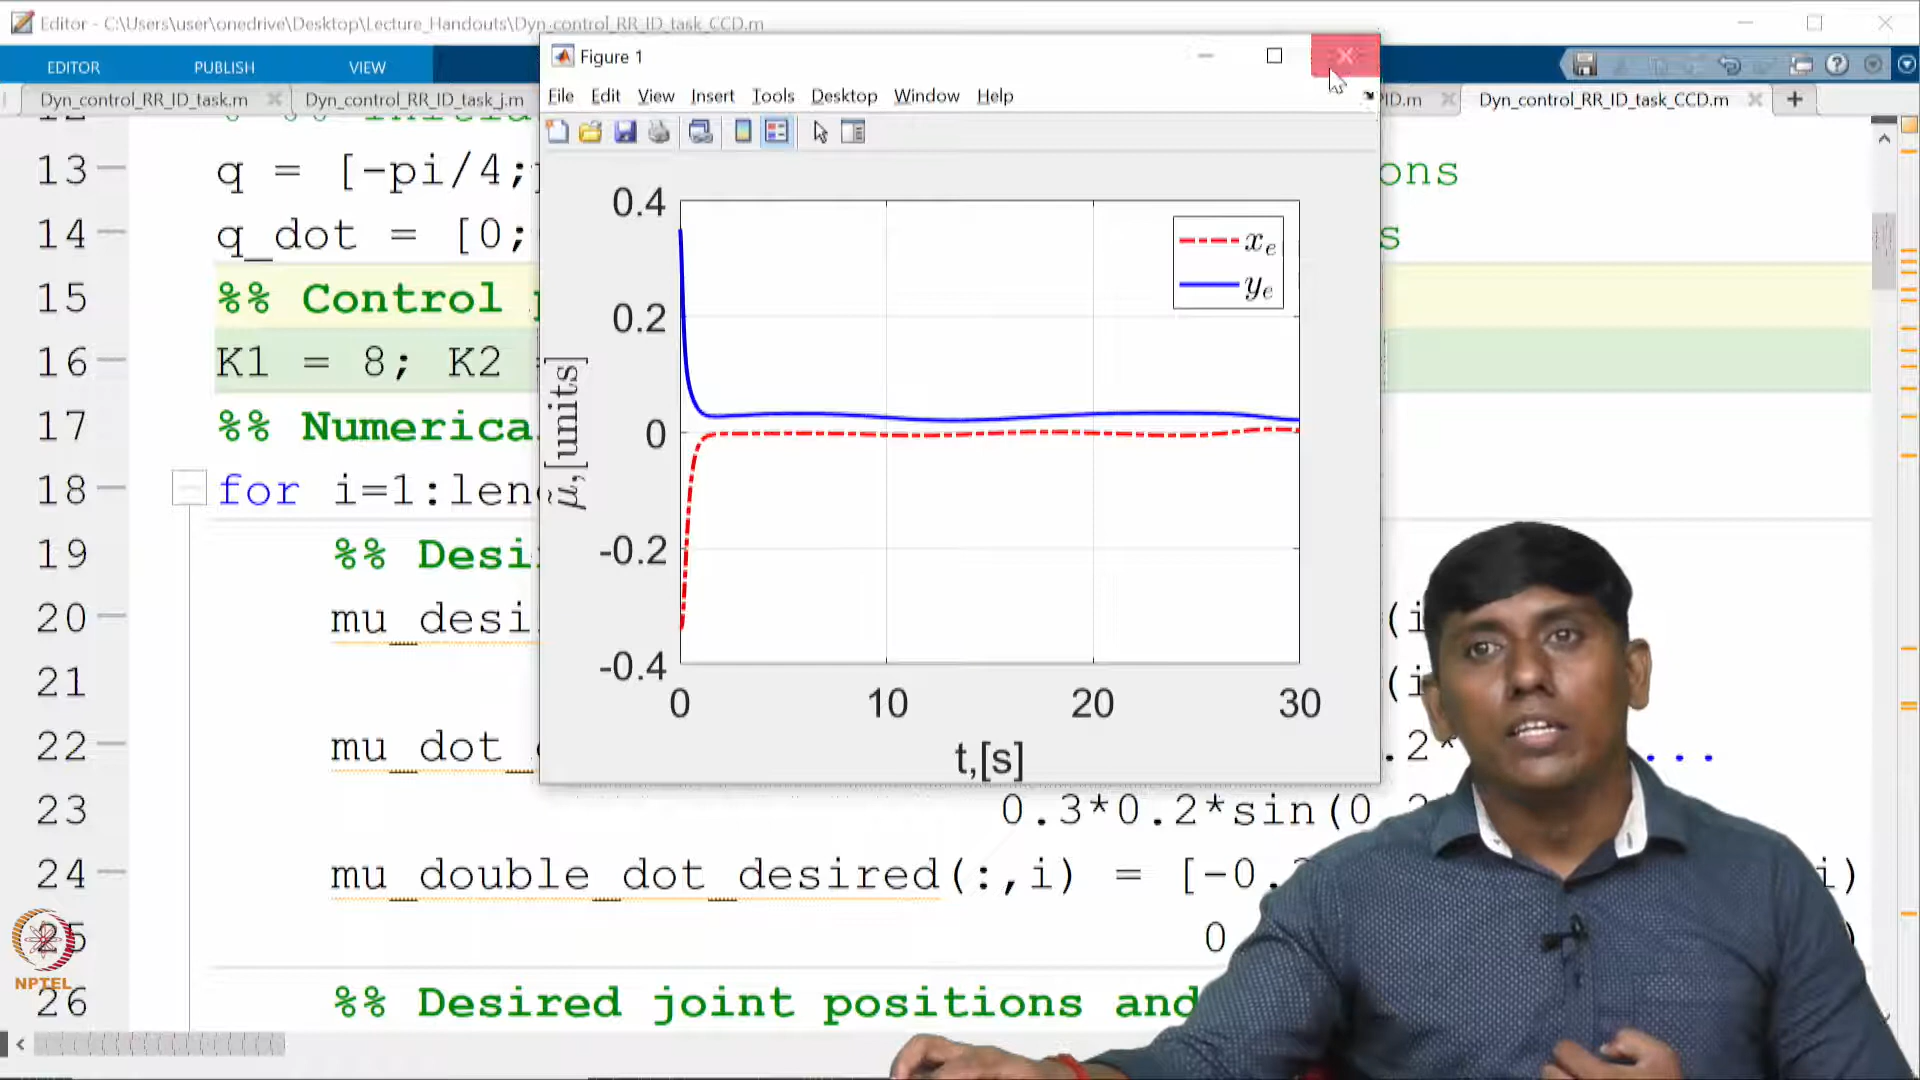 Editor - C:\Users\user\onedrive\Desktop\Lecture_Handouts\Dyn_control_RR_ID_task_CCD.m
EDITOR PUBLISH VIEW
Dyn_control_RR_ID_task.m Dyn_control_RR_ID_task_j.m ID.m Dyn_control_RR_ID_task_CCD.m
Figure 1
File Edit View Insert Tools Desktop Window Help
13 q = [-pi/4; ons
14 q_dot = [0; s
15 %% Control
16 K1 = 8; K2
17 %% Numerica
18 for i=1:len
19 %% Desi
20 mu_desi (i
21 (i
22 mu_dot_ .2* ...
23 0.3*0.2*sin(0
24 mu_double_dot_desired(:,i) = [-0. i)
25 0 )
26 %% Desired joint positions and
0.4
0.2
0
-0.2
-0.4
0 10 20 30
t,[s]
μ̃,[units]
xₑ
yₑ
NPTEL